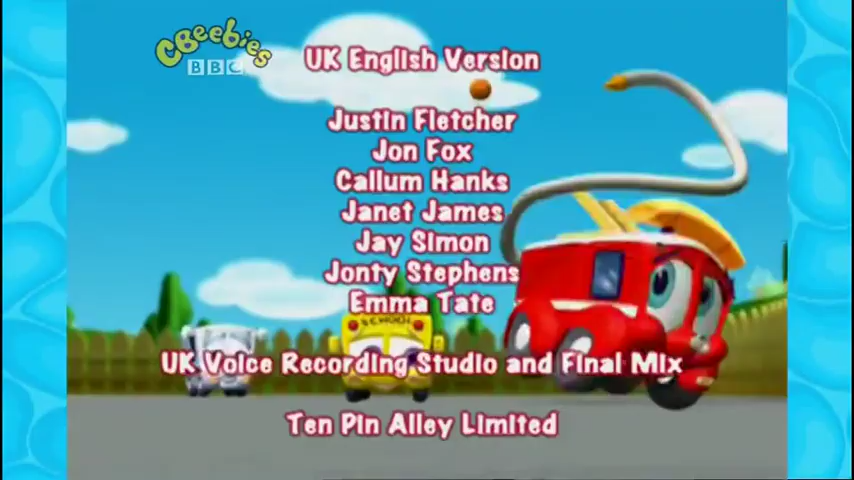 CBeebies
BBC
UK English Version
Justin Fletcher
Jon Fox
Callum Hanks
Janet James
Jay Simon
Jonty Stephens
Emma Tate
SCHOOL
UK Voice Recording Studio and Final Mix
Ten Pin Alley Limited